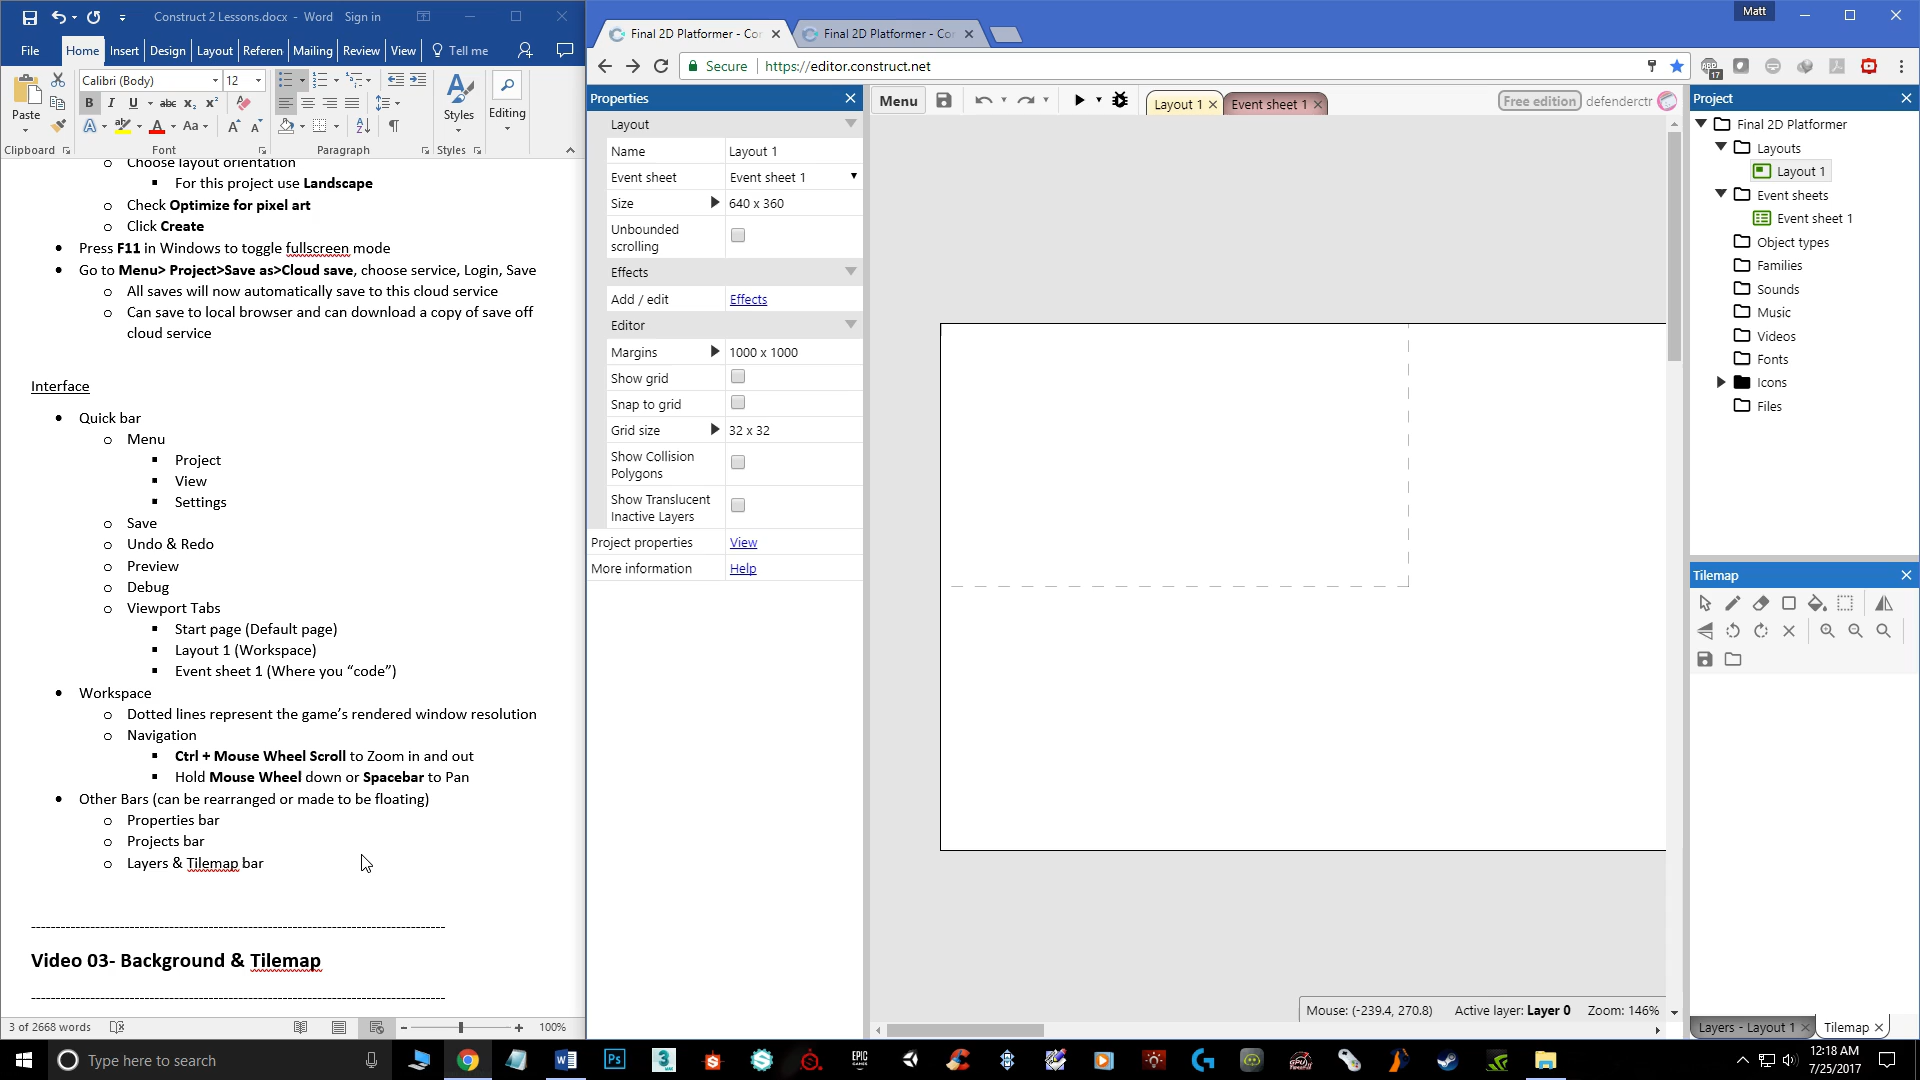 Construct 2 Lessons.docx - Word Sign in
File Home Insert Design Layout Referen Mailing Review View Tell me
Calibri (Body) 12
Paste
B I U abc x₂ x²
A ab A Aa A A
Styles Editing
Clipboard Font Paragraph Styles
Choose layout orientation
For this project use Landscape
Check Optimize for pixel art
Click Create
Press F11 in Windows to toggle fullscreen mode
Go to Menu> Project>Save as>Cloud save, choose service, Login, Save
All saves will now automatically save to this cloud service
Can save to local browser and can download a copy of save off
cloud service
Interface
Quick bar
Menu
Project
View
Settings
Save
Undo & Redo
Preview
Debug
Viewport Tabs
Start page (Default page)
Layout 1 (Workspace)
Event sheet 1 (Where you “code”)
Workspace
Dotted lines represent the game’s rendered window resolution
Navigation
Ctrl + Mouse Wheel Scroll to Zoom in and out
Hold Mouse Wheel down or Spacebar to Pan
Other Bars (can be rearranged or made to be floating)
Properties bar
Projects bar
Layers & Tilemap bar
Video 03- Background & Tilemap
3 of 2668 words 100%
Matt
Final 2D Platformer - Co Final 2D Platformer - Co
Secure https://editor.construct.net
ABP 17
Properties
Layout
Name Layout 1
Event sheet Event sheet 1
Size 640 x 360
Unbounded
scrolling
Effects
Add / edit Effects
Editor
Margins 1000 x 1000
Show grid
Snap to grid
Grid size 32 x 32
Show Collision
Polygons
Show Translucent
Inactive Layers
Project properties View
More information Help
Menu Layout 1 Event sheet 1 Free edition defenderctr
Mouse: (-239.4, 270.8) Active layer: Layer 0 Zoom: 146%
Project
Final 2D Platformer
Layouts
Layout 1
Event sheets
Event sheet 1
Object types
Families
Sounds
Music
Videos
Fonts
Icons
Files
Tilemap
Layers - Layout 1 Tilemap
Type here to search
Ps 3 EPIC GAMES
12:18 AM
7/25/2017